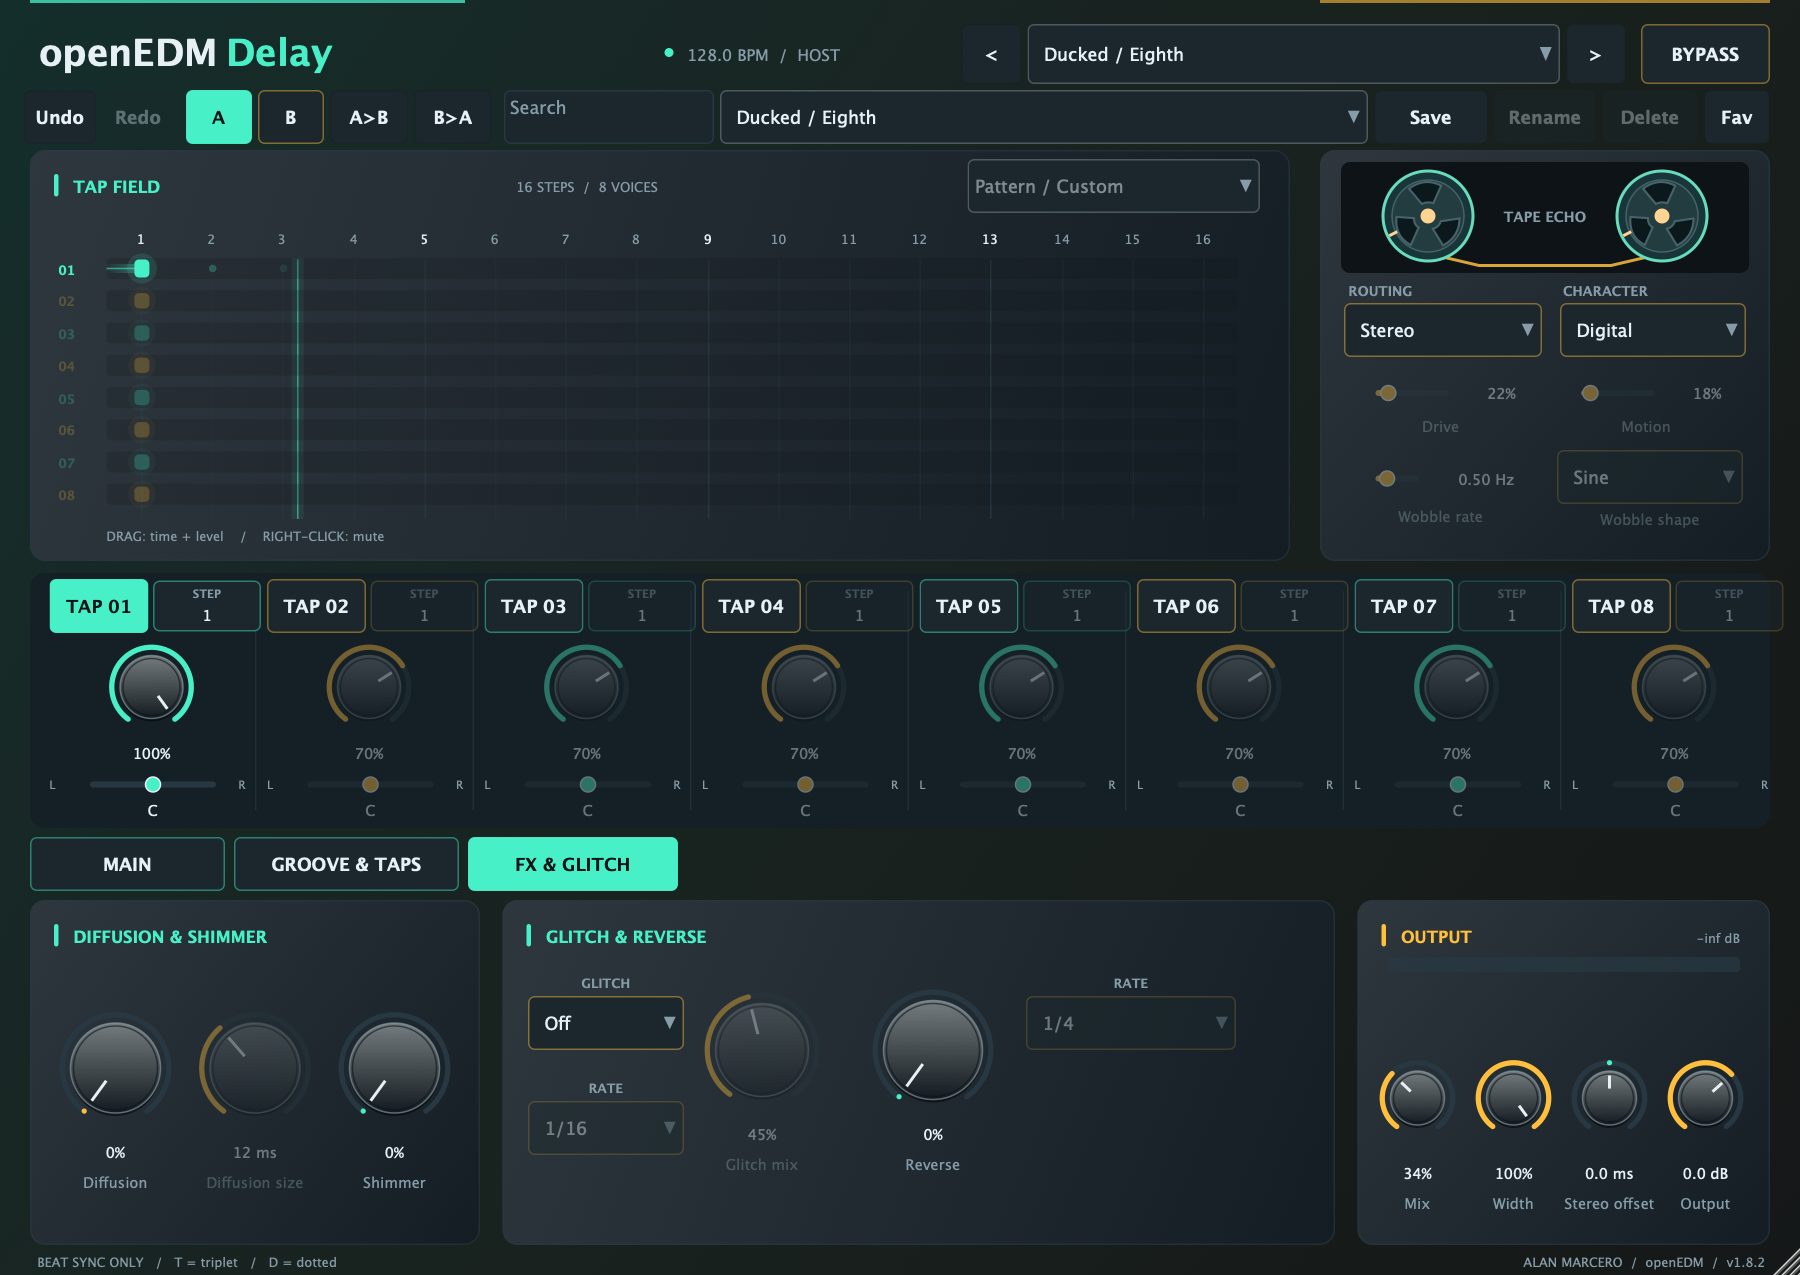 openEDM Delay
128.0 BPM / HOST
< Ducked / Eighth > BYPASS
Undo Redo A B A>B B>A Search Ducked / Eighth Save Rename Delete Fav
TAP FIELD 16 STEPS / 8 VOICES Pattern / Custom
1 2 3 4 5 6 7 8 9 10 11 12 13 14 15 16
01
02
03
04
05
06
07
08
DRAG: time + level / RIGHT-CLICK: mute
TAPE ECHO
ROUTING CHARACTER
Stereo Digital
22% 18%
Drive Motion
0.50 Hz Sine
Wobble rate Wobble shape
TAP 01 STEP 1 TAP 02 STEP 1 TAP 03 STEP 1 TAP 04 STEP 1 TAP 05 STEP 1 TAP 06 STEP 1 TAP 07 STEP 1 TAP 08 STEP 1
100% 70% 70% 70% 70% 70% 70% 70%
L R L R L R L R L R L R L R L R
C C C C C C C C
MAIN GROOVE & TAPS FX & GLITCH
DIFFUSION & SHIMMER
0% 12 ms 0%
Diffusion Diffusion size Shimmer
GLITCH & REVERSE
GLITCH RATE
Off 1/4
RATE
1/16
45% 0%
Glitch mix Reverse
OUTPUT -inf dB
34% 100% 0.0 ms 0.0 dB
Mix Width Stereo offset Output
BEAT SYNC ONLY / T = triplet / D = dotted
ALAN MARCERO / openEDM / v1.8.2